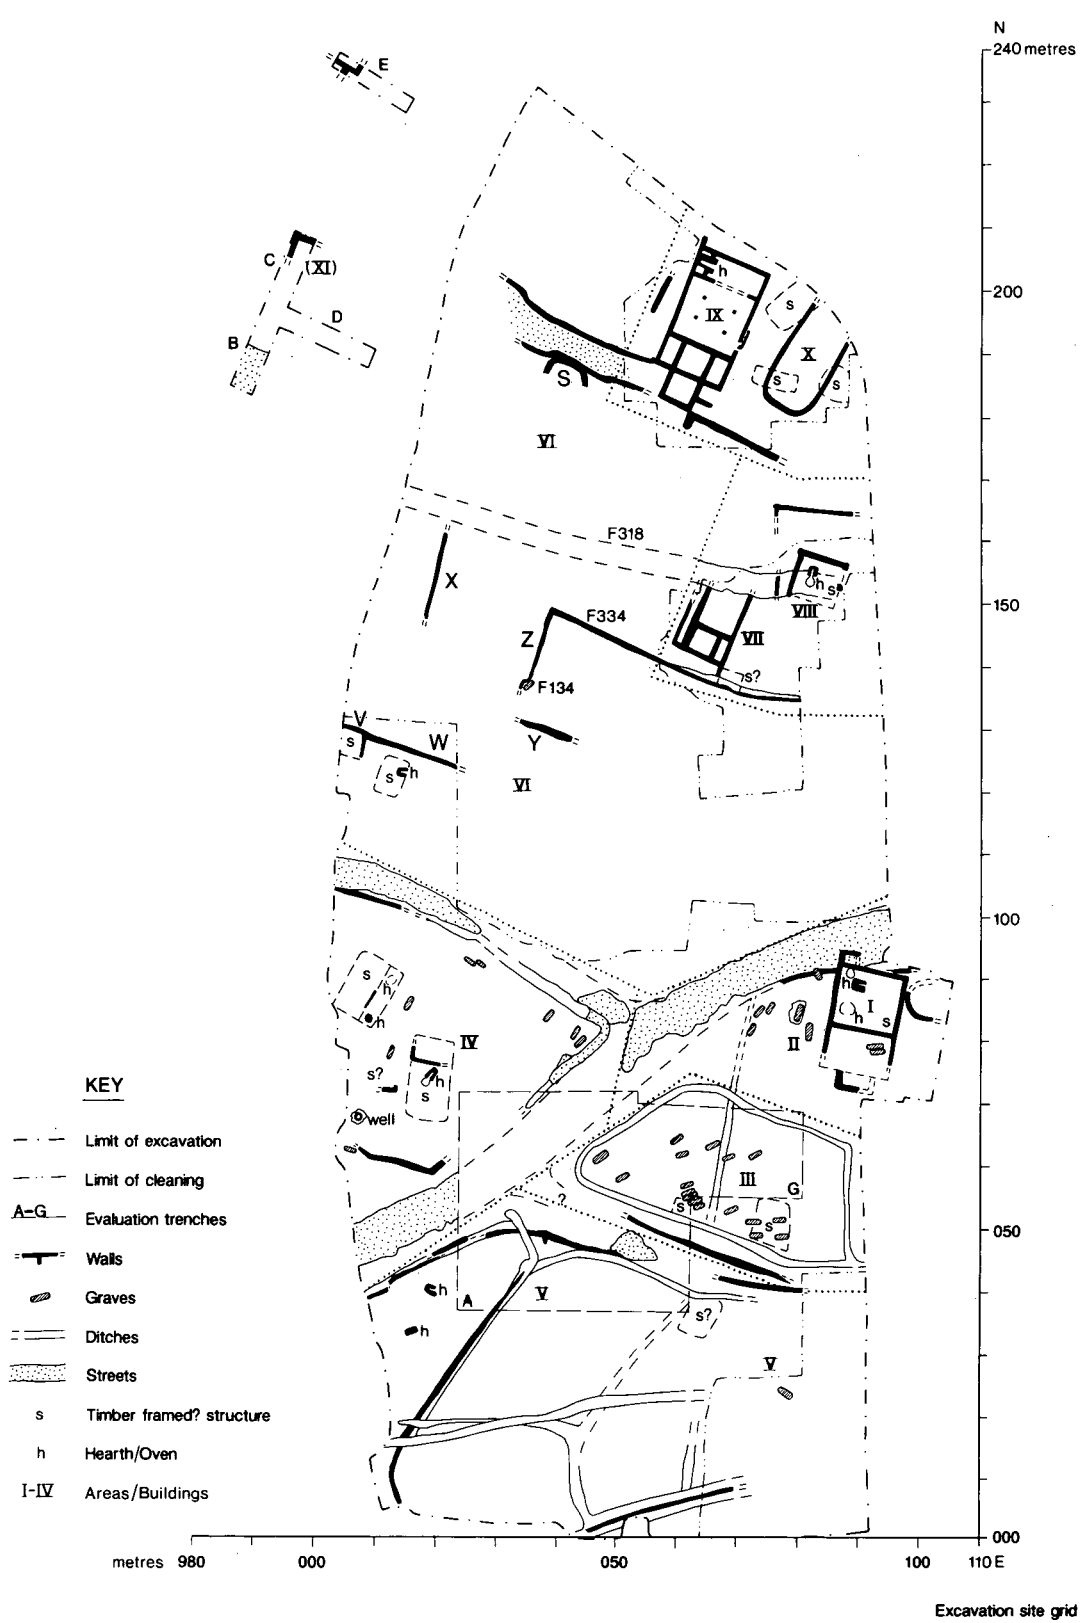 N
240 metres
E
C
(XI)
D
B
h
s
IX
200
X
s
s
S
VI
F318
X
h
s
VIII
150
F334
Z
VII
s?
F134
V
W
s
Y
s
h
VI
100
s
h
h
IV
h
I
h
s
II
s?
h
s
well
KEY
Limit of excavation
Limit of cleaning
A-G Evaluation trenches
Walls
Graves
Ditches
Streets
s Timber framed? structure
h Hearth/Oven
I-IV Areas/Buildings
III
G
?
s
s
050
h
A
V
h
s?
V
000
metres 980 000 050 100 110 E
Excavation site grid